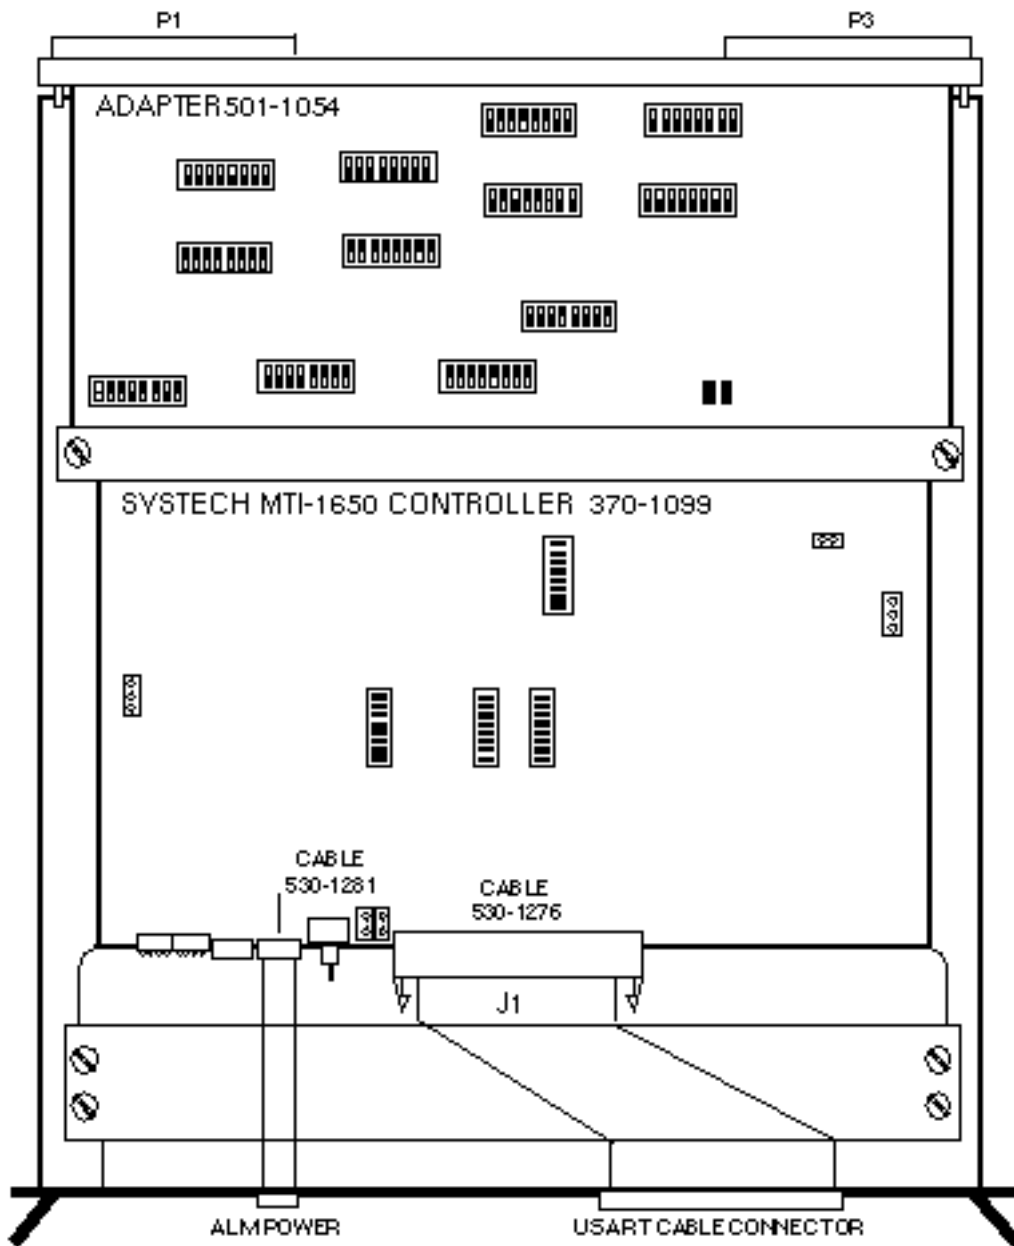 P1
P3
ADAPTER 501-1054
SYSTECH MTI-1650 CONTROLLER 370-1099
CABLE
530-1281
CABLE
530-1276
J1
ALM POWER
USART CABLE CONNECTOR